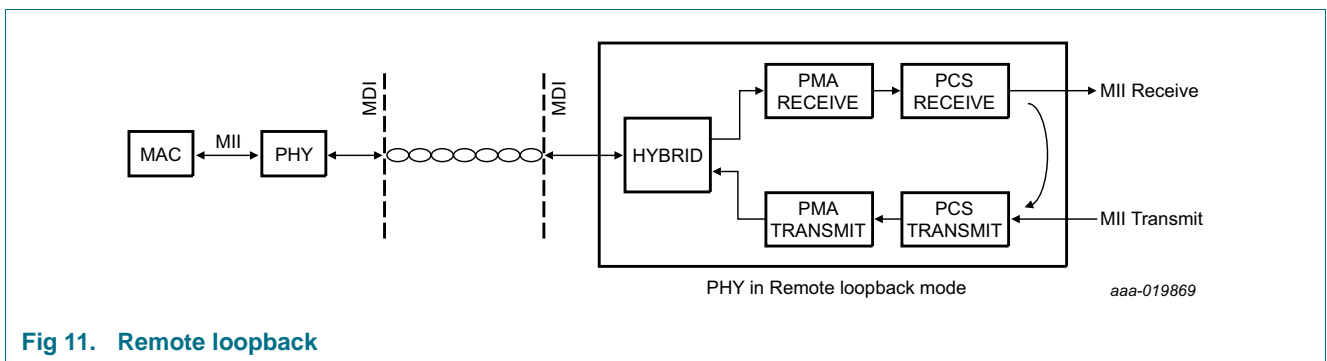 MDI
MDI
PMA
RECEIVE
PCS
RECEIVE
MII Receive
MAC
MII
PHY
HYBRID
PMA
TRANSMIT
PCS
TRANSMIT
MII Transmit
PHY in Remote loopback mode
aaa-019869
Fig 11. Remote loopback